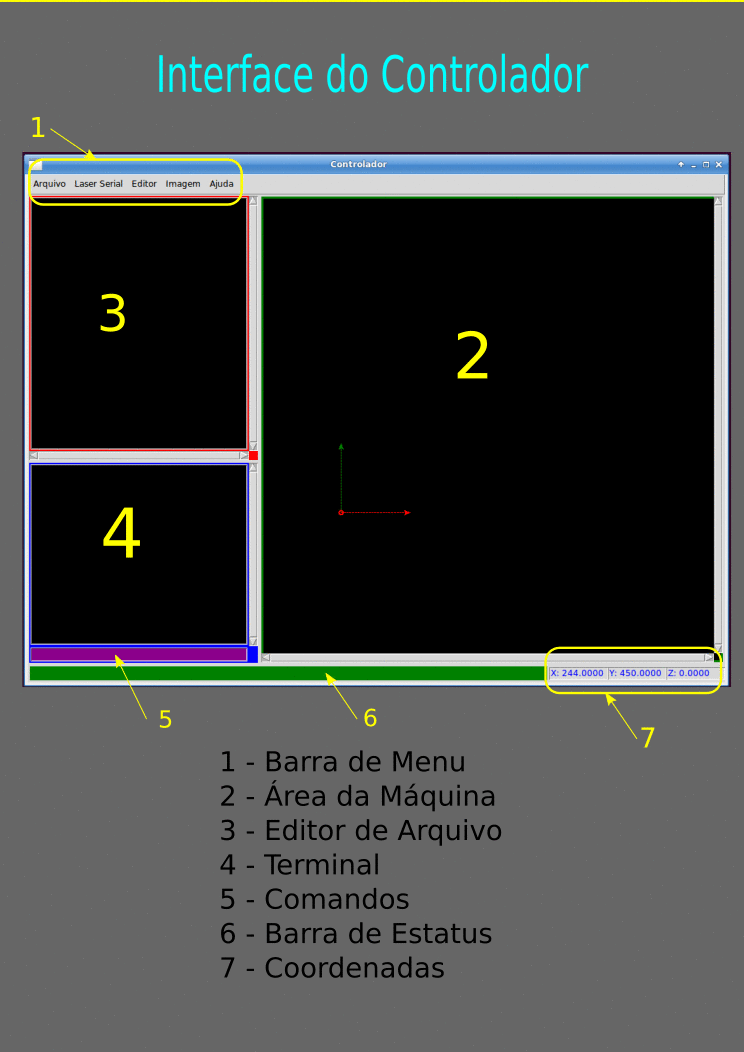 Interface do Controlador
1
Controlador
Arquivo Laser Serial Editor Imagem Ajuda
3
2
4
X: 244.0000 Y: 450.0000 Z: 0.0000
5
6
7
1 - Barra de Menu
2 - Área da Máquina
3 - Editor de Arquivo
4 - Terminal
5 - Comandos
6 - Barra de Estatus
7 - Coordenadas